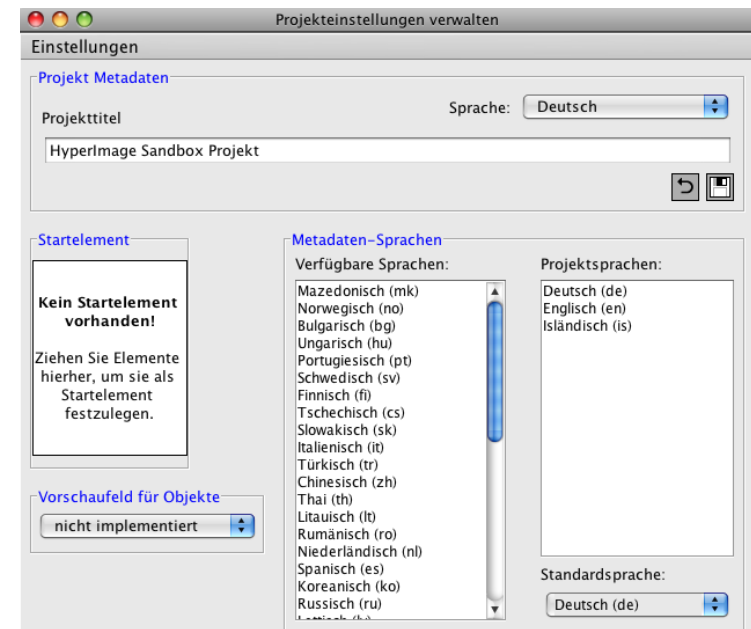 Projekteinstellungen verwalten
Einstellungen
Projekt Metadaten
Sprache: Deutsch
Projekttitel
HyperImage Sandbox Projekt
Startelement
Kein Startelement
vorhanden!
Ziehen Sie Elemente
hierher, um sie als
Startelement
festzulegen.
Vorschaufeld für Objekte
nicht implementiert
Metadaten-Sprachen
Verfügbare Sprachen:
Mazedonisch (mk)
Norwegisch (no)
Bulgarisch (bg)
Ungarisch (hu)
Portugiesisch (pt)
Schwedisch (sv)
Finnisch (fi)
Tschechisch (cs)
Slowakisch (sk)
Italienisch (it)
Türkisch (tr)
Chinesisch (zh)
Thai (th)
Litauisch (lt)
Rumänisch (ro)
Niederländisch (nl)
Spanisch (es)
Koreanisch (ko)
Russisch (ru)
Projektsprachen:
Deutsch (de)
Englisch (en)
Isländisch (is)
Standardsprache:
Deutsch (de)